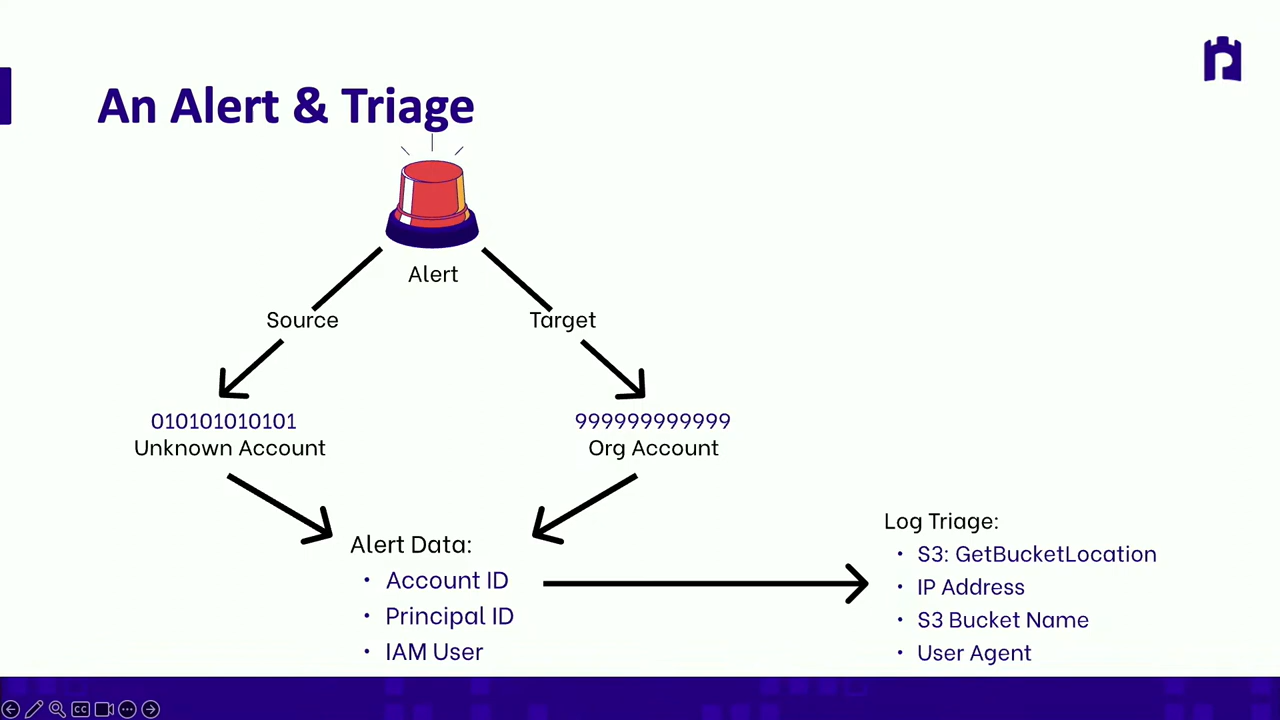 An Alert & Triage
Alert
Source
Target
010101010101
Unknown Account
999999999999
Org Account
Alert Data:
• Account ID
• Principal ID
• IAM User
Log Triage:
• S3: GetBucketLocation
• IP Address
• S3 Bucket Name
• User Agent
CC